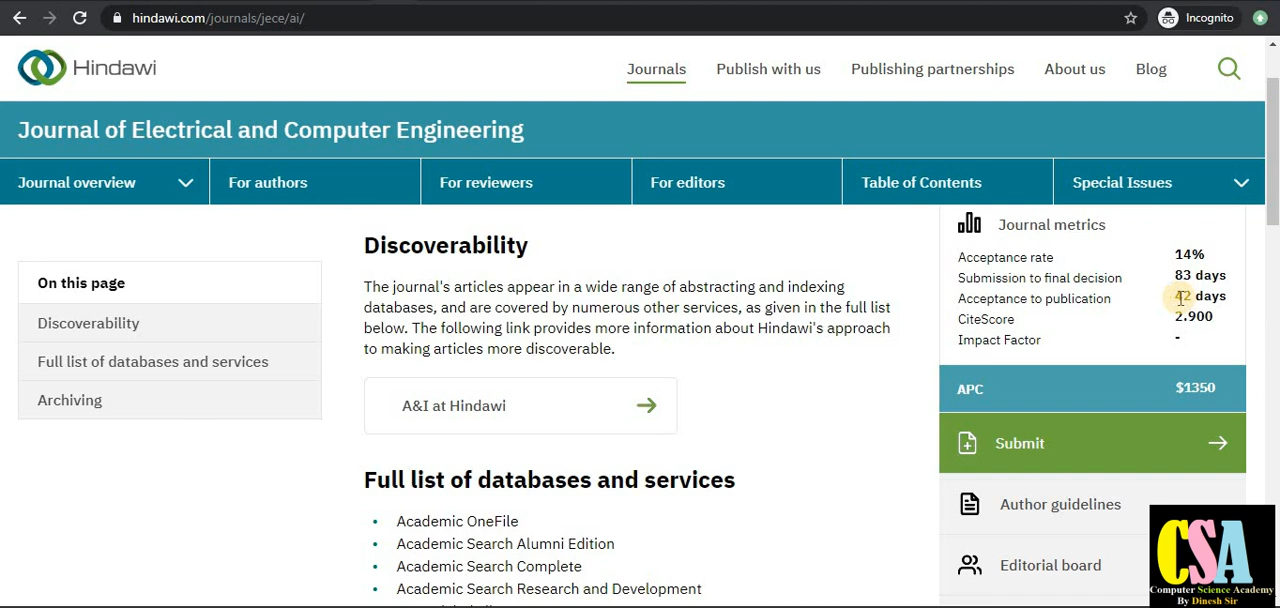 hindawi.com/journals/jece/ai/
Incognito
Hindawi
Journals
Publish with us
Publishing partnerships
About us
Blog
Journal of Electrical and Computer Engineering
Journal overview
For authors
For reviewers
For editors
Table of Contents
Special Issues
On this page
Discoverability
Full list of databases and services
Archiving
Discoverability
The journal's articles appear in a wide range of abstracting and indexing
databases, and are covered by numerous other services, as given in the full list
below. The following link provides more information about Hindawi's approach
to making articles more discoverable.
A&I at Hindawi
Full list of databases and services
• Academic OneFile
• Academic Search Alumni Edition
• Academic Search Complete
• Academic Search Research and Development
Journal metrics
Acceptance rate 14%
Submission to final decision 83 days
Acceptance to publication 42 days
CiteScore 2.900
Impact Factor -
APC $1350
Submit
Author guidelines
Editorial board
CSA
Computer Science Academy
By Dinesh Sir